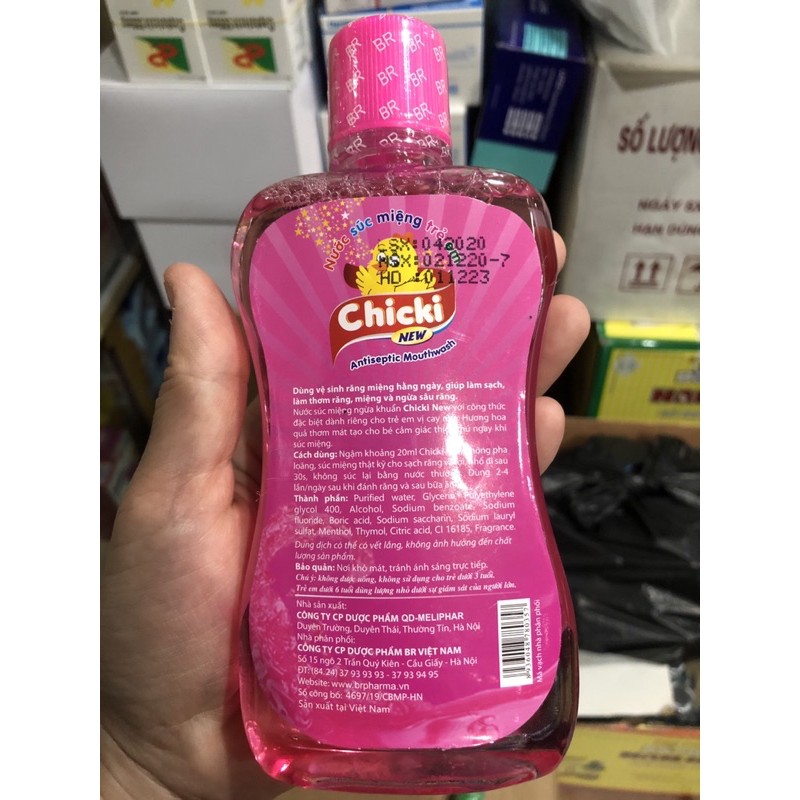 BR BR BR BR
Nước súc miệng trẻ em
LSX:042020
NSX:021220-7
HD :011223
Chicki
NEW
Antiseptic Mouthwash
Dùng vệ sinh răng miệng hằng ngày, giúp làm sạch,
làm thơm răng, miệng và ngừa sâu răng.
Nước súc miệng ngừa khuẩn Chicki New với công thức
đặc biệt dành riêng cho trẻ em vị cay nhẹ. Hương hoa
quả thơm mát tạo cho bé cảm giác thích thú ngay khi
súc miệng.
Cách dùng: Ngậm khoảng 20ml Chicki không pha
loãng, súc miệng thật kỹ cho sạch răng và nhổ đi sau
30s, không súc lại bằng nước thường. Dùng 2-4
lần/ngày sau khi đánh răng và sau bữa ăn.
Thành phần: Purified water, Glycerin, Polyethylene
glycol 400, Alcohol, Sodium benzoate, Sodium
fluoride, Boric acid, Sodium saccharin, Sodium lauryl
sulfat, Menthol, Thymol, Citric acid, CI 16185, Fragrance.
Dung dịch có thể có vết lắng, không ảnh hưởng đến chất
lượng sản phẩm.
Bảo quản: Nơi khô mát, tránh ánh sáng trực tiếp.
Chú ý: không được uống, không sử dụng cho trẻ dưới 3 tuổi.
Trẻ em dưới 6 tuổi dùng lượng nhỏ dưới sự giám sát của người lớn.
Nhà sản xuất:
CÔNG TY CP DƯỢC PHẨM QD-MELIPHAR
Duyên Trường, Duyên Thái, Thường Tín, Hà Nội
Nhà phân phối:
CÔNG TY CP DƯỢC PHẨM BR VIỆT NAM
Số 15 ngõ 2 Trần Quý Kiên - Cầu Giấy - Hà Nội
ĐT: (84.24) 37 93 93 93 - 37 93 94 95
Website: www.brpharma.vn
Số công bố: 4697/19/CBMP-HN
Sản xuất tại Việt Nam
Mã vạch nhà phân phối
SỐ LƯỢNG
NGÀY SX
HẠN DÙNG